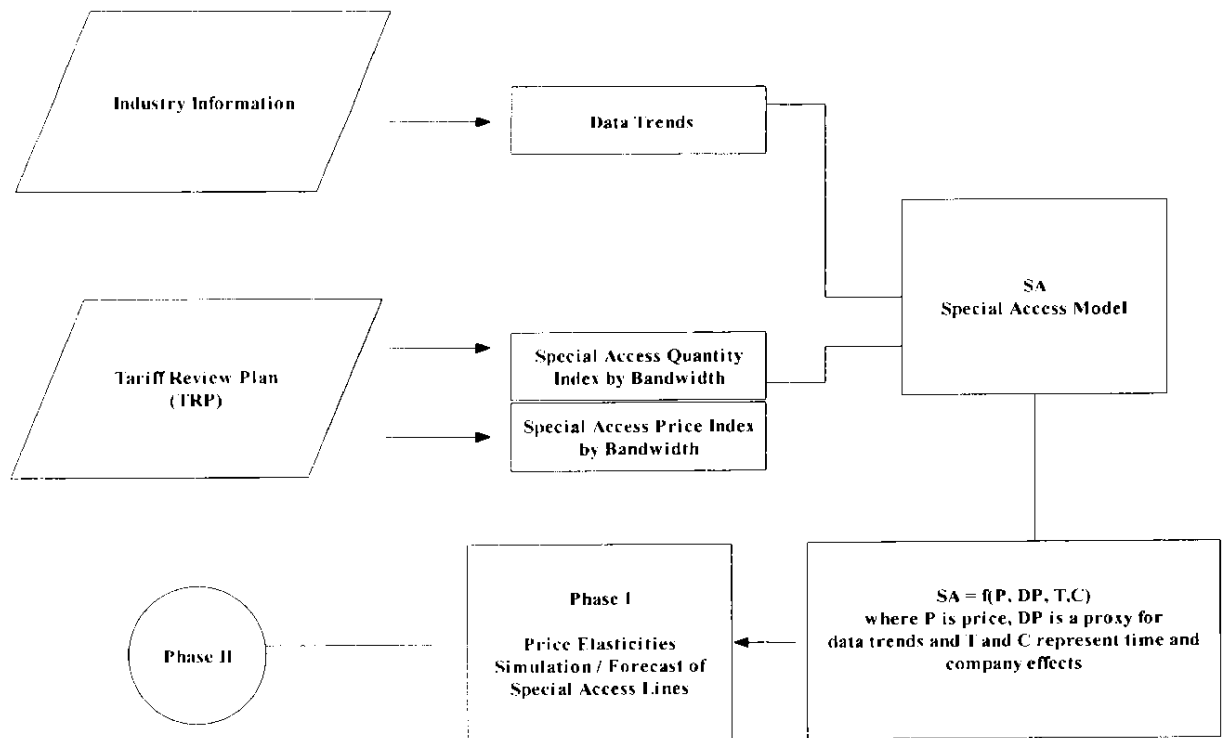 Industry Information
Data Trends
SA
Special Access Model
Tariff Review Plan
(TRP)
Special Access Quantity
Index by Bandwidth
Special Access Price Index
by Bandwidth
Phase II
Phase I
Price Elasticities
Simulation / Forecast of
Special Access Lines
SA = f(P, DP, T,C)
where P is price, DP is a proxy for
data trends and T and C represent time and
company effects